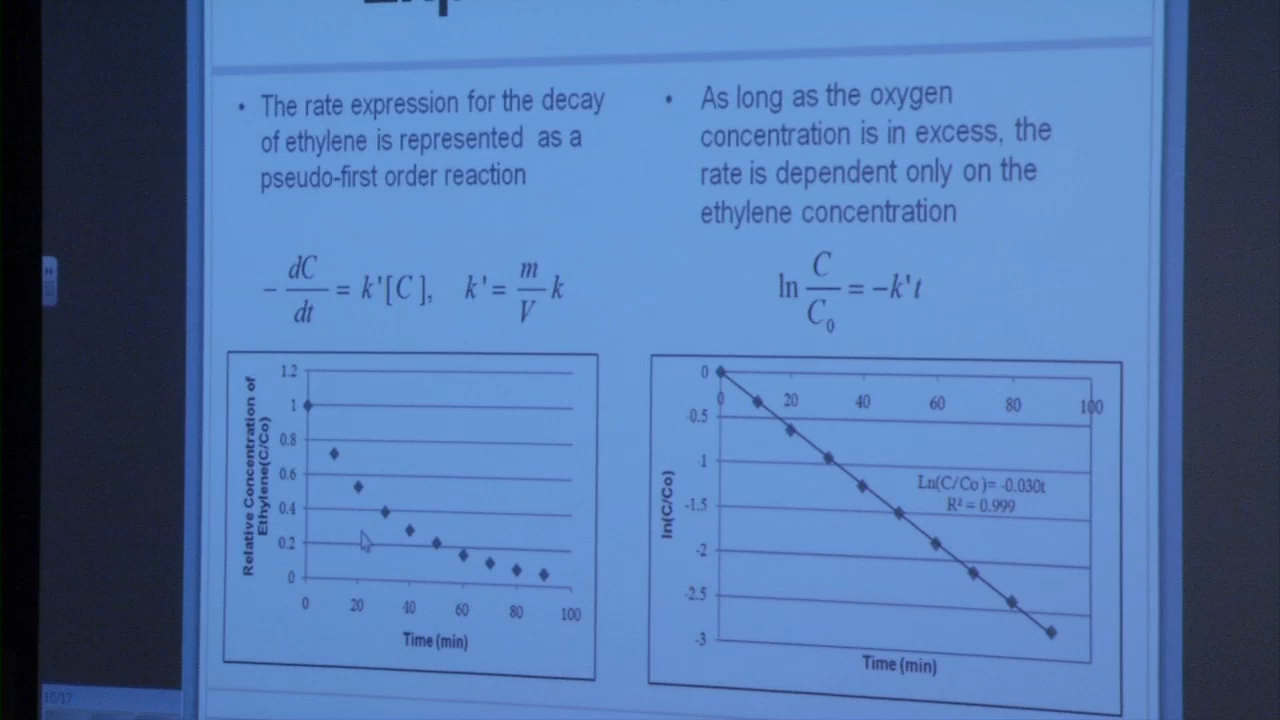 • The rate expression for the decay
of ethylene is represented as a
pseudo-first order reaction
- dC/dt = k'[C], k' = m/V k
• As long as the oxygen
concentration is in excess, the
rate is dependent only on the
ethylene concentration
ln C/C₀ = -k't
Relative Concentration of
Ethylene(C/Co)
1.2
1
0.8
0.6
0.4
0.2
0
0 20 40 60 80 100
Time (min)
ln(C/Co)
0
-0.5
-1
-1.5
-2
-2.5
-3
0 20 40 60 80 100
Ln(C/Co)= -0.030t
R² = 0.999
Time (min)
10/17